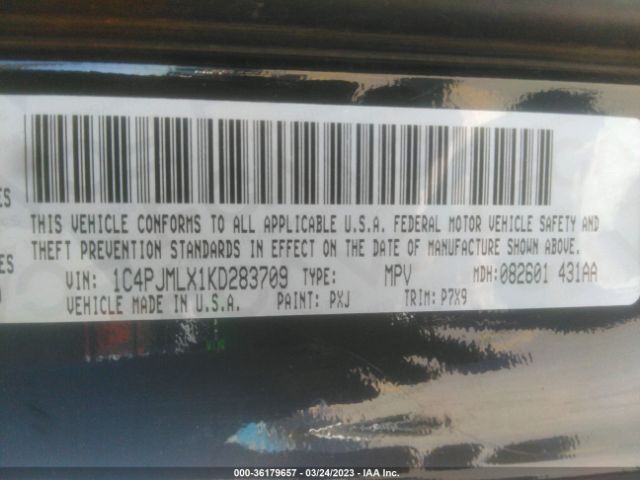 ES
THIS VEHICLE CONFORMS TO ALL APPLICABLE U.S.A. FEDERAL MOTOR VEHICLE SAFETY AND
THEFT PREVENTION STANDARDS IN EFFECT ON THE DATE OF MANUFACTURE SHOWN ABOVE.
ES
VIN: 1C4PJMLX1KD283709 TYPE: MPV MDH:082601 431AA
VEHICLE MADE IN U.S.A. PAINT: PXJ TRIM: P7X9
000-36179657 — 03/24/2023 — IAA Inc.